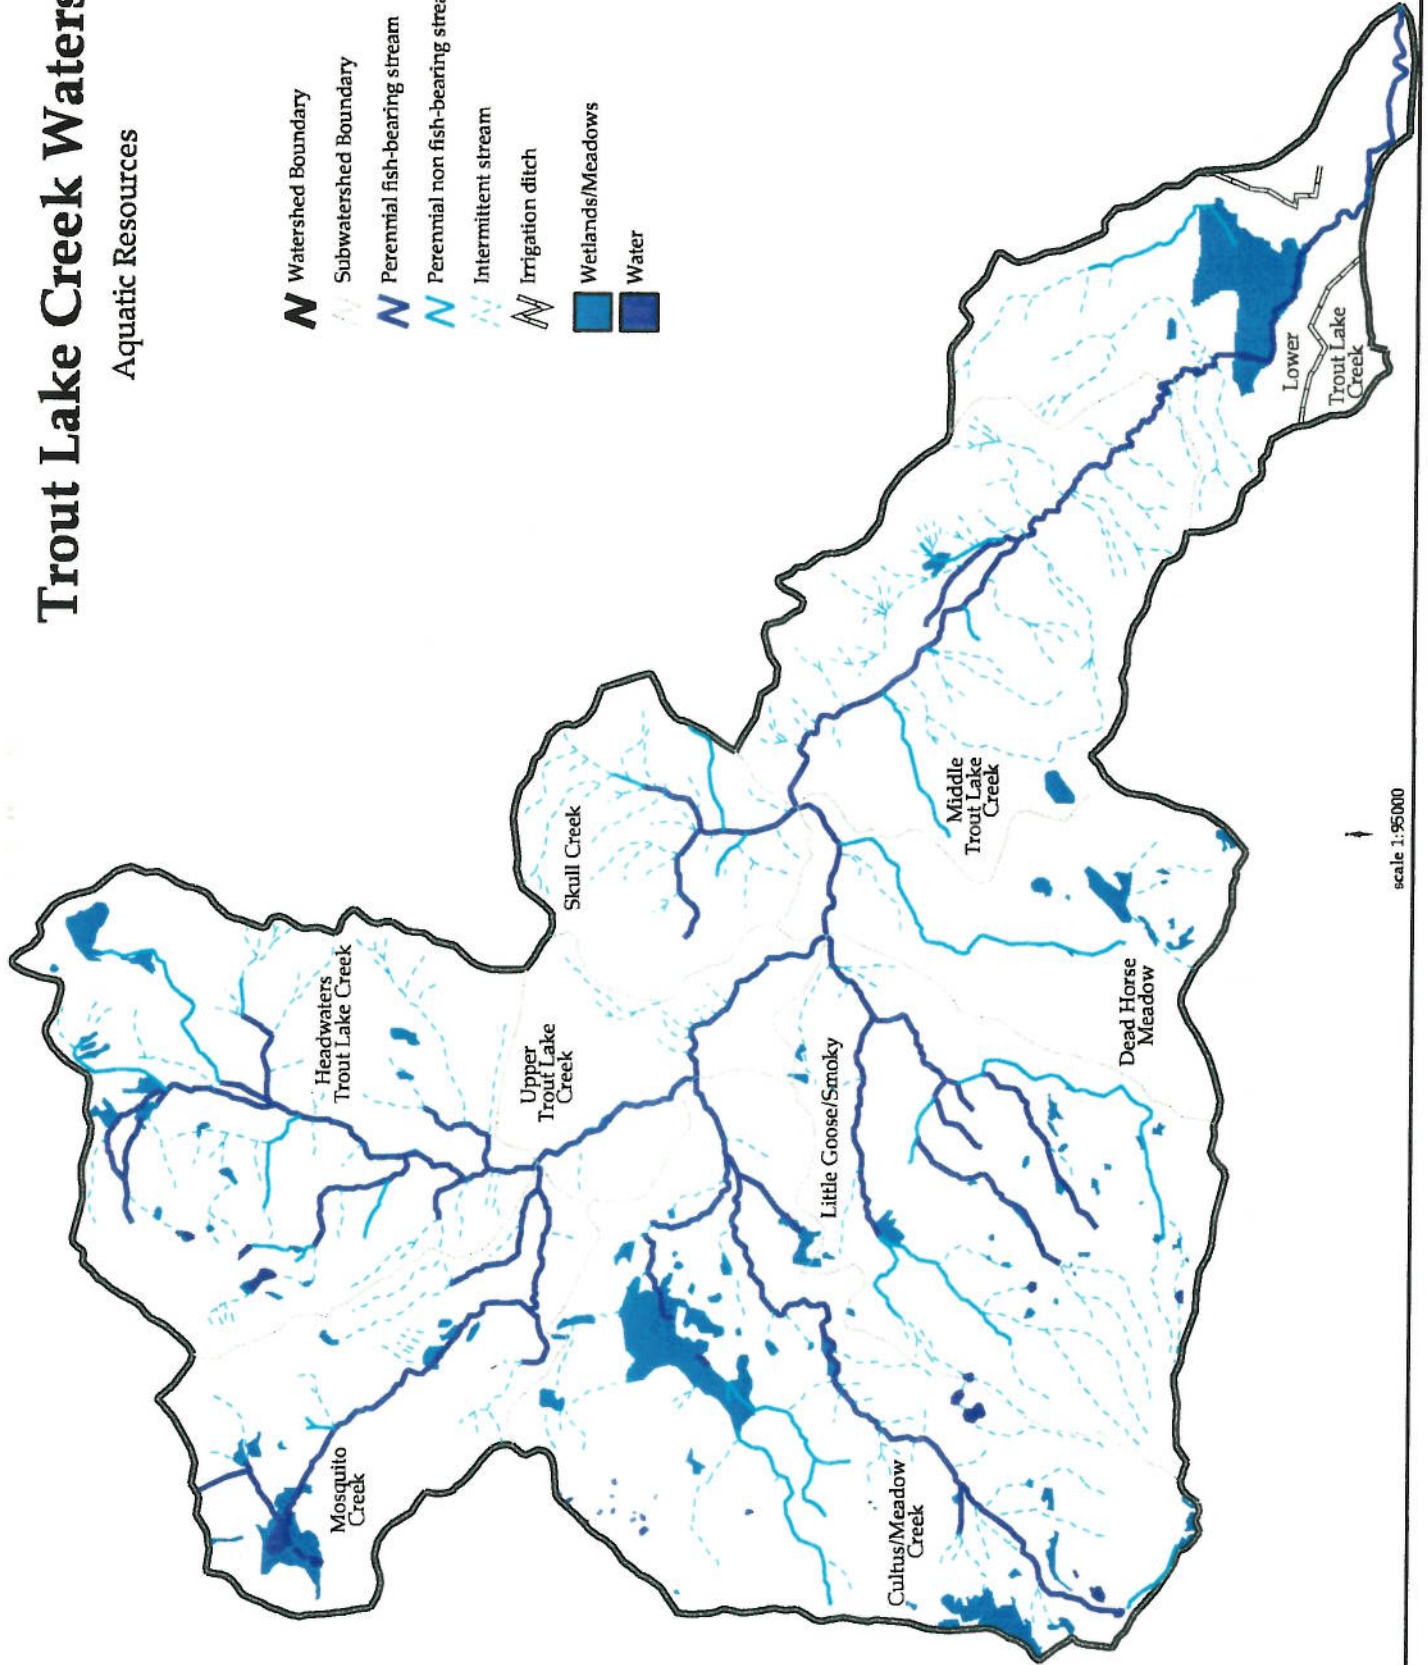 Trout Lake Creek Waters
Aquatic Resources
Watershed Boundary
Subwatershed Boundary
Perennial fish-bearing stream
Perennial non fish-bearing strea
Intermittent stream
Irrigation ditch
Wetlands/Meadows
Water
Headwaters
Trout Lake Creek
Skull Creek
Upper
Trout Lake
Creek
Mosquito
Creek
Little Goose/Smoky
Cultus/Meadow
Creek
Dead Horse
Meadow
Middle
Trout Lake
Creek
Lower
Trout Lake
Creek
scale 1:95000